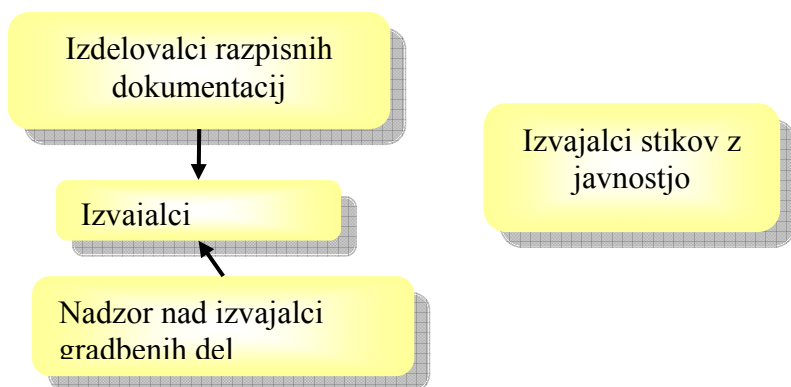 Izdelovalci razpisnih
dokumentacij
Izvajalci stikov z
javnostjo
Izvajalci
Nadzor nad izvajalci
gradbenih del